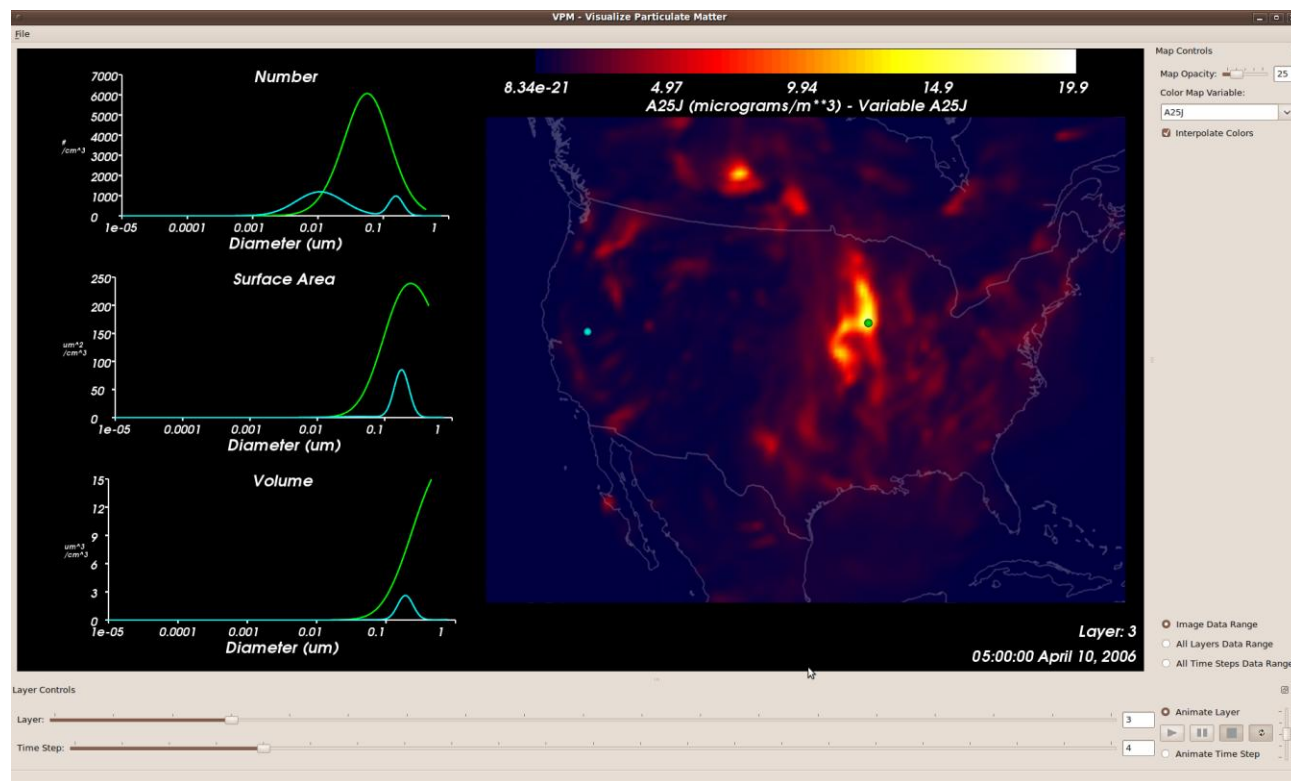 VPM - Visualize Particulate Matter
File
Number
7000
6000
5000
4000
3000
2000
1000
0
#
/cm^3
1e-05 0.0001 0.001 0.01 0.1 1
Diameter (um)
Surface Area
250
200
150
100
50
0
um^2
/cm^3
1e-05 0.0001 0.001 0.01 0.1 1
Diameter (um)
Volume
15
12
9
6
3
0
um^3
/cm^3
1e-05 0.0001 0.001 0.01 0.1 1
Diameter (um)
8.34e-21 4.97 9.94 14.9 19.9
A25J (micrograms/m**3) - Variable A25J
Layer: 3
05:00:00 April 10, 2006
Map Controls
Map Opacity: 25
Color Map Variable:
A25J
Interpolate Colors
Image Data Range
All Layers Data Range
All Time Steps Data Range
Layer Controls
Layer: 3
Time Step: 4
Animate Layer
Animate Time Step